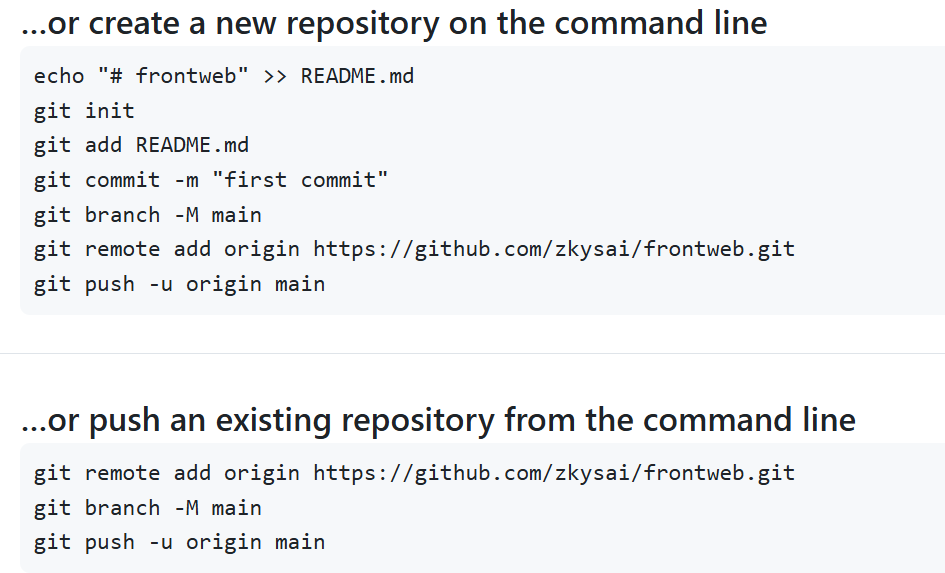 ...or create a new repository on the command line
echo "# frontweb" >> README.md
git init
git add README.md
git commit -m "first commit"
git branch -M main
git remote add origin https://github.com/zkysai/frontweb.git
git push -u origin main
...or push an existing repository from the command line
git remote add origin https://github.com/zkysai/frontweb.git
git branch -M main
git push -u origin main